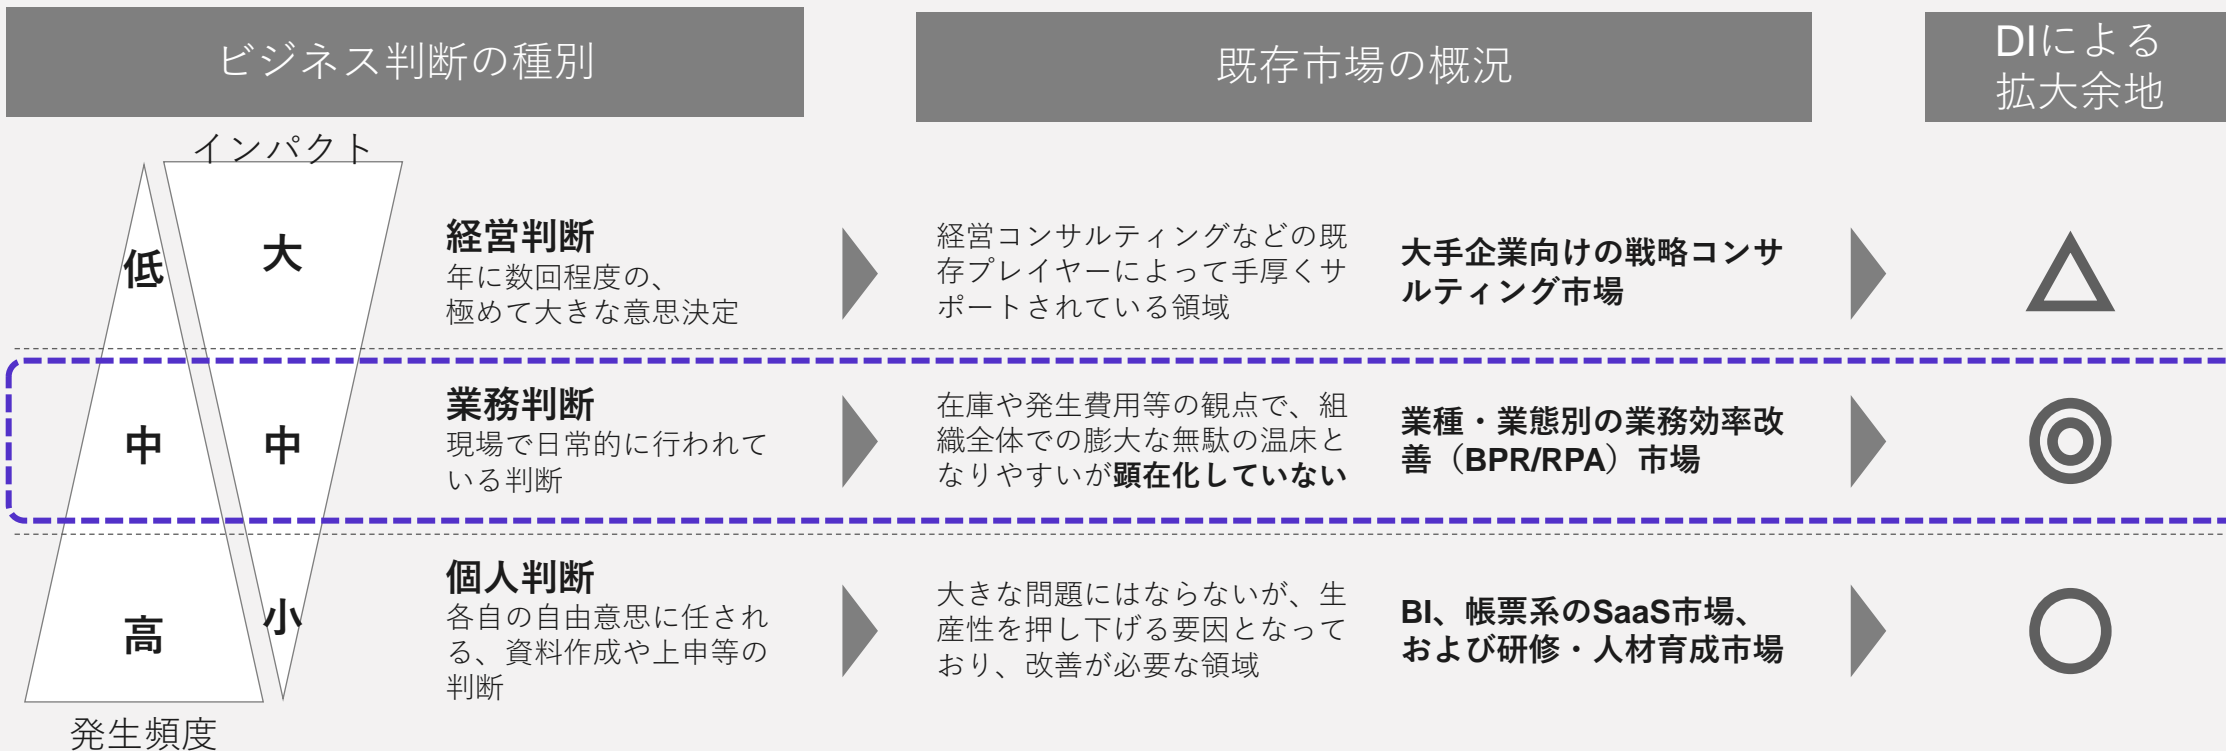 ビジネス判断の種別
既存市場の概況
DIによる
拡大余地
インパクト
低
大
経営判断
年に数回程度の、
極めて大きな意思決定
経営コンサルティングなどの既
存プレイヤーによって手厚くサ
ポートされている領域
大手企業向けの戦略コンサ
ルティング市場
中
中
業務判断
現場で日常的に行われて
いる判断
在庫や発生費用等の観点で、組
織全体での膨大な無駄の温床と
なりやすいが顕在化していない
業種・業態別の業務効率改
善（BPR/RPA）市場
高
小
個人判断
各自の自由意思に任され
る、資料作成や上申等の
判断
大きな問題にはならないが、生
産性を押し下げる要因となって
おり、改善が必要な領域
BI、帳票系のSaaS市場、
および研修・人材育成市場
発生頻度